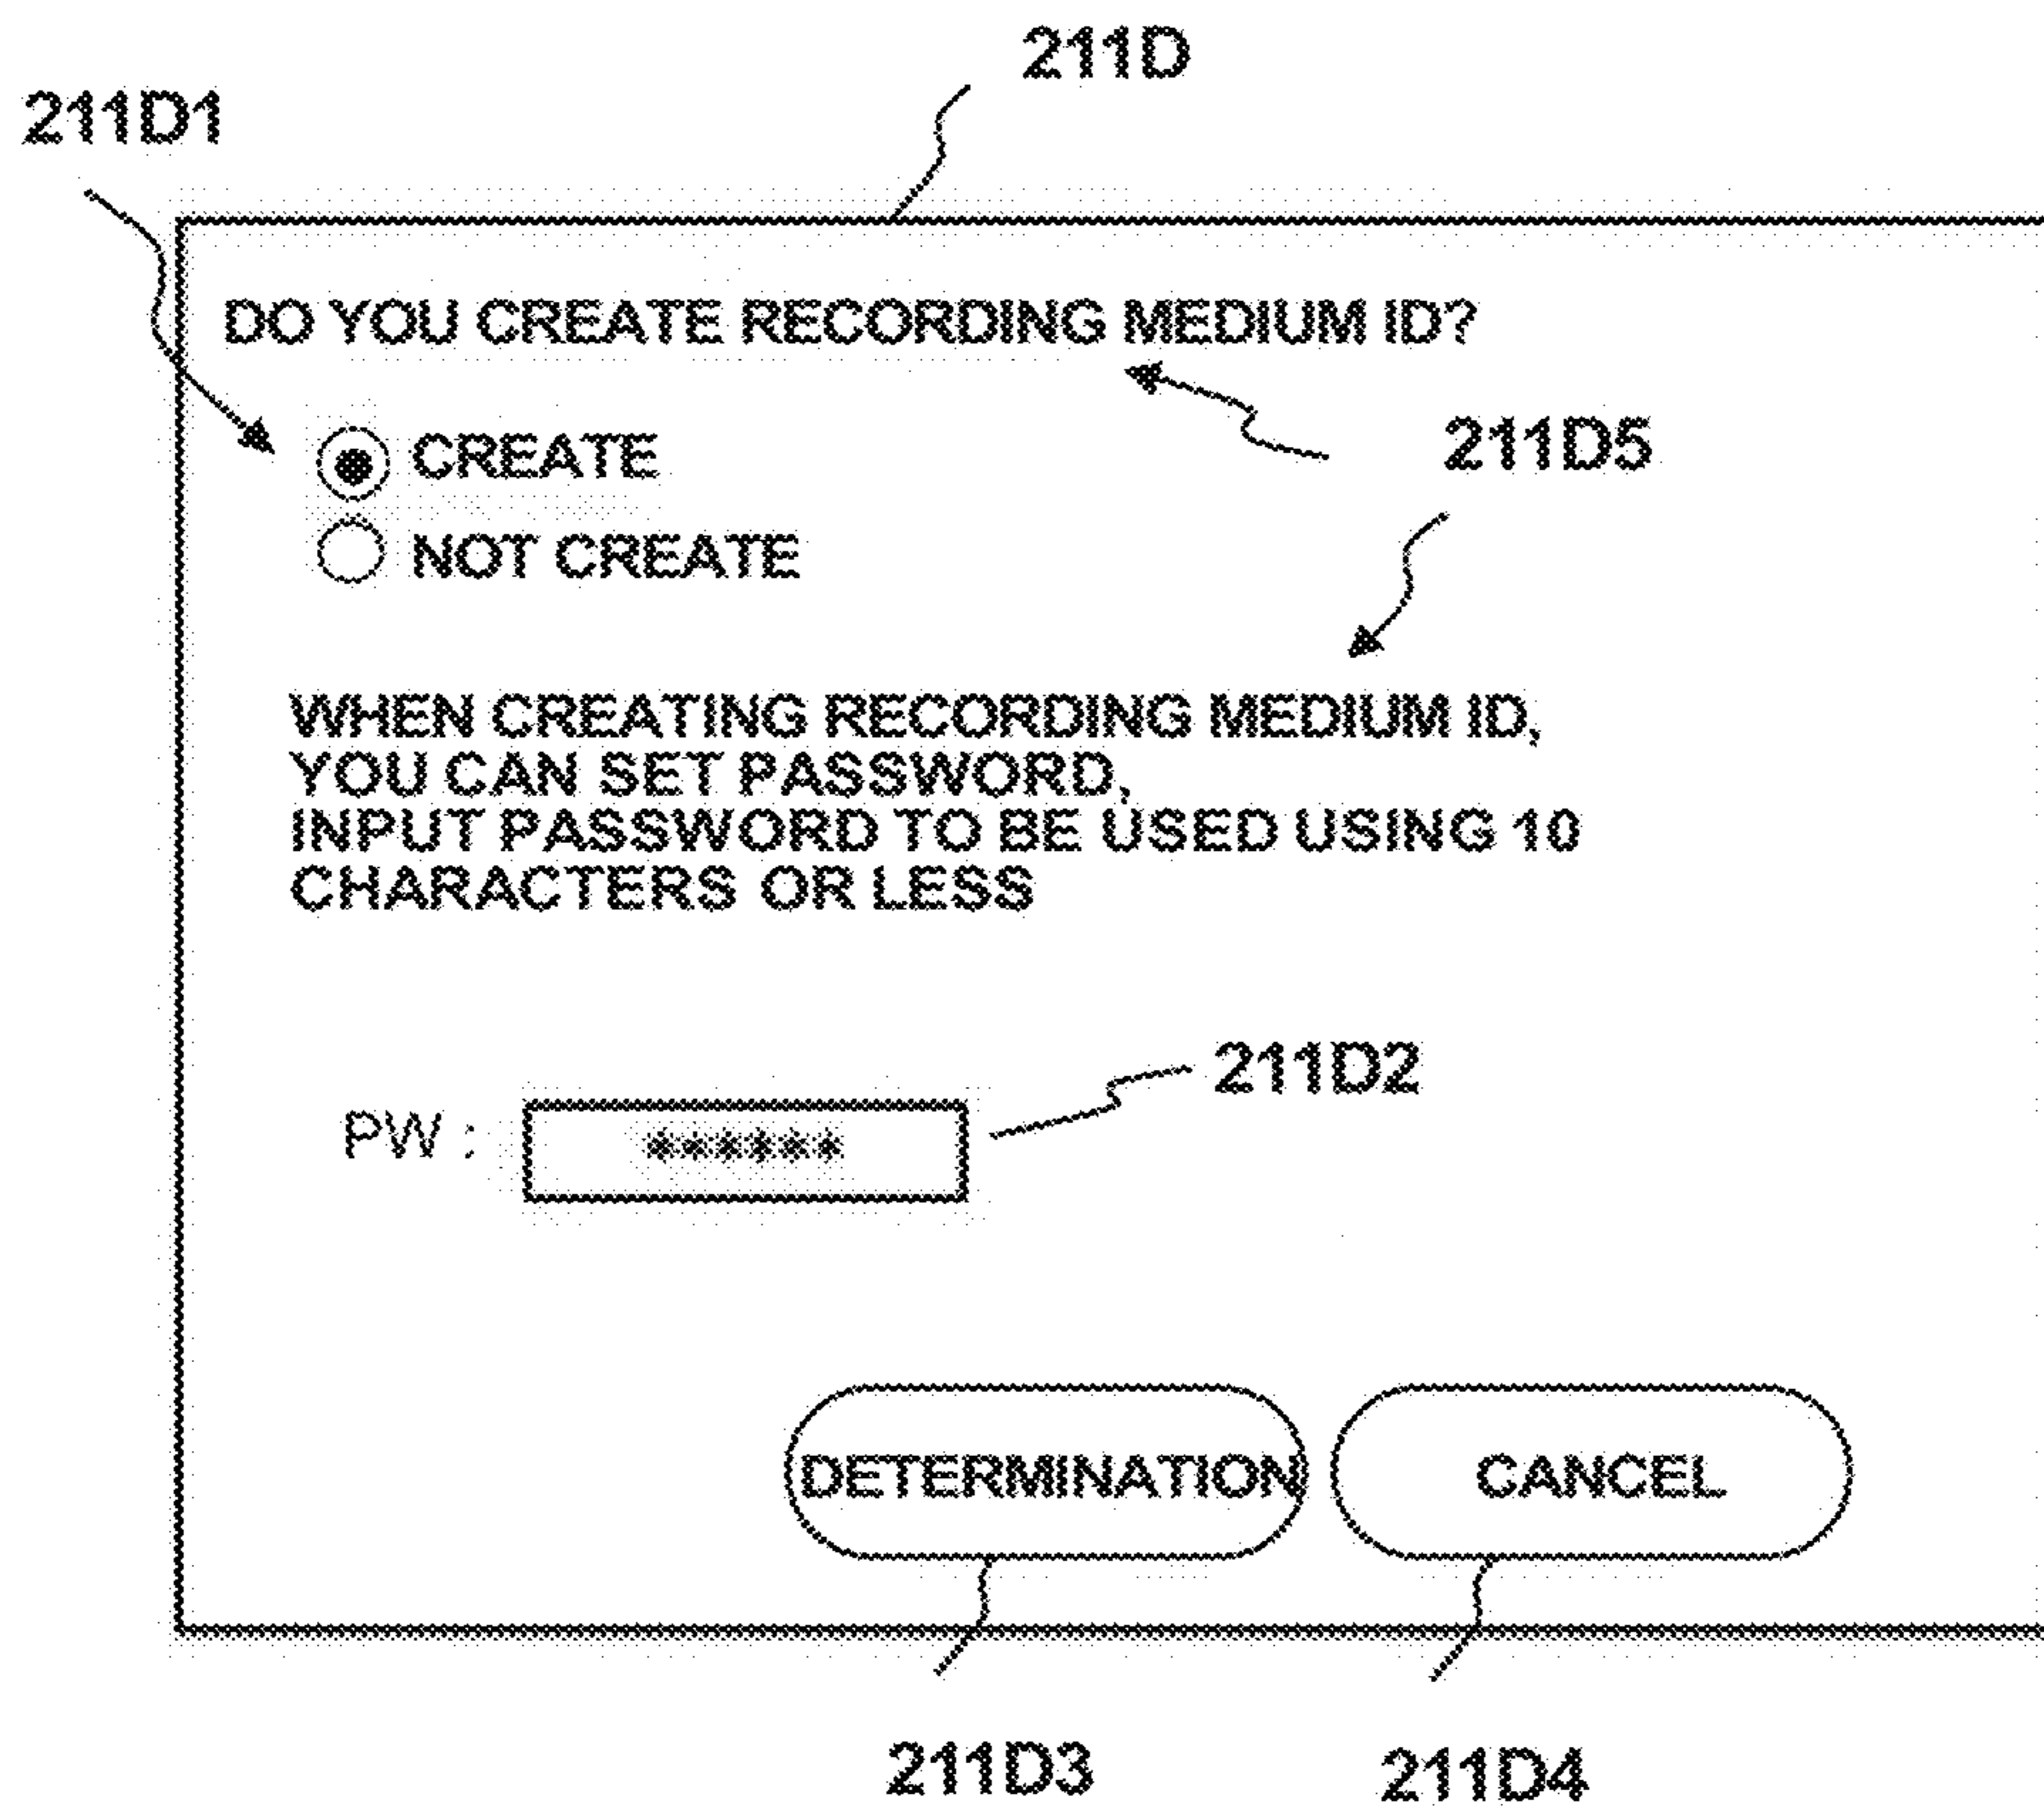 211D
211D1
DO YOU CREATE RECORDING MEDIUM ID?
CREATE
211D5
NOT CREATE
WHEN CREATING RECORDING MEDIUM ID,
YOU CAN SET PASSWORD,
INPUT PASSWORD TO BE USED USING 10
CHARACTERS OR LESS
211D2
PW : ******
DETERMINATION
CANCEL
211D3
211D4